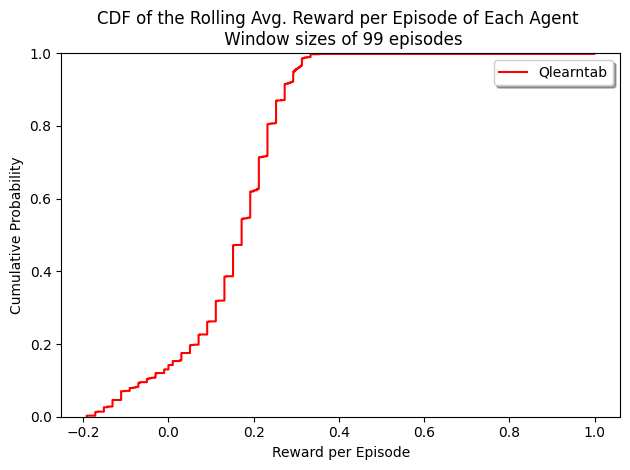 CDF of the Rolling Avg. Reward per Episode of Each Agent
Window sizes of 99 episodes
Qlearntab
Cumulative Probability
1.0
0.8
0.6
0.4
0.2
0.0
−0.2 0.0 0.2 0.4 0.6 0.8 1.0
Reward per Episode